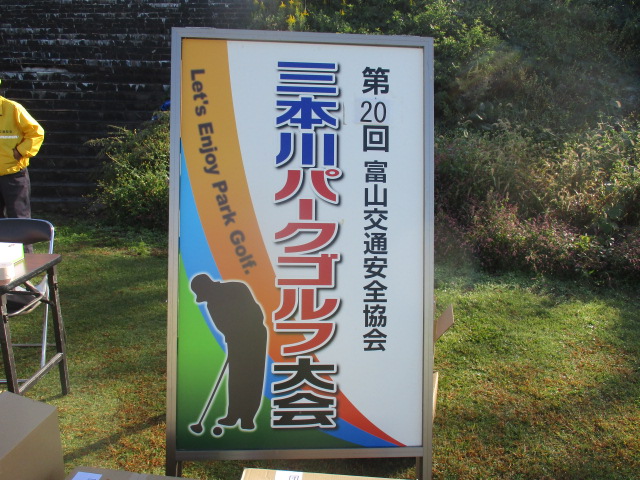 第20回 富山交通安全協会
三本川パークゴルフ大会
Let's Enjoy Park Golf.